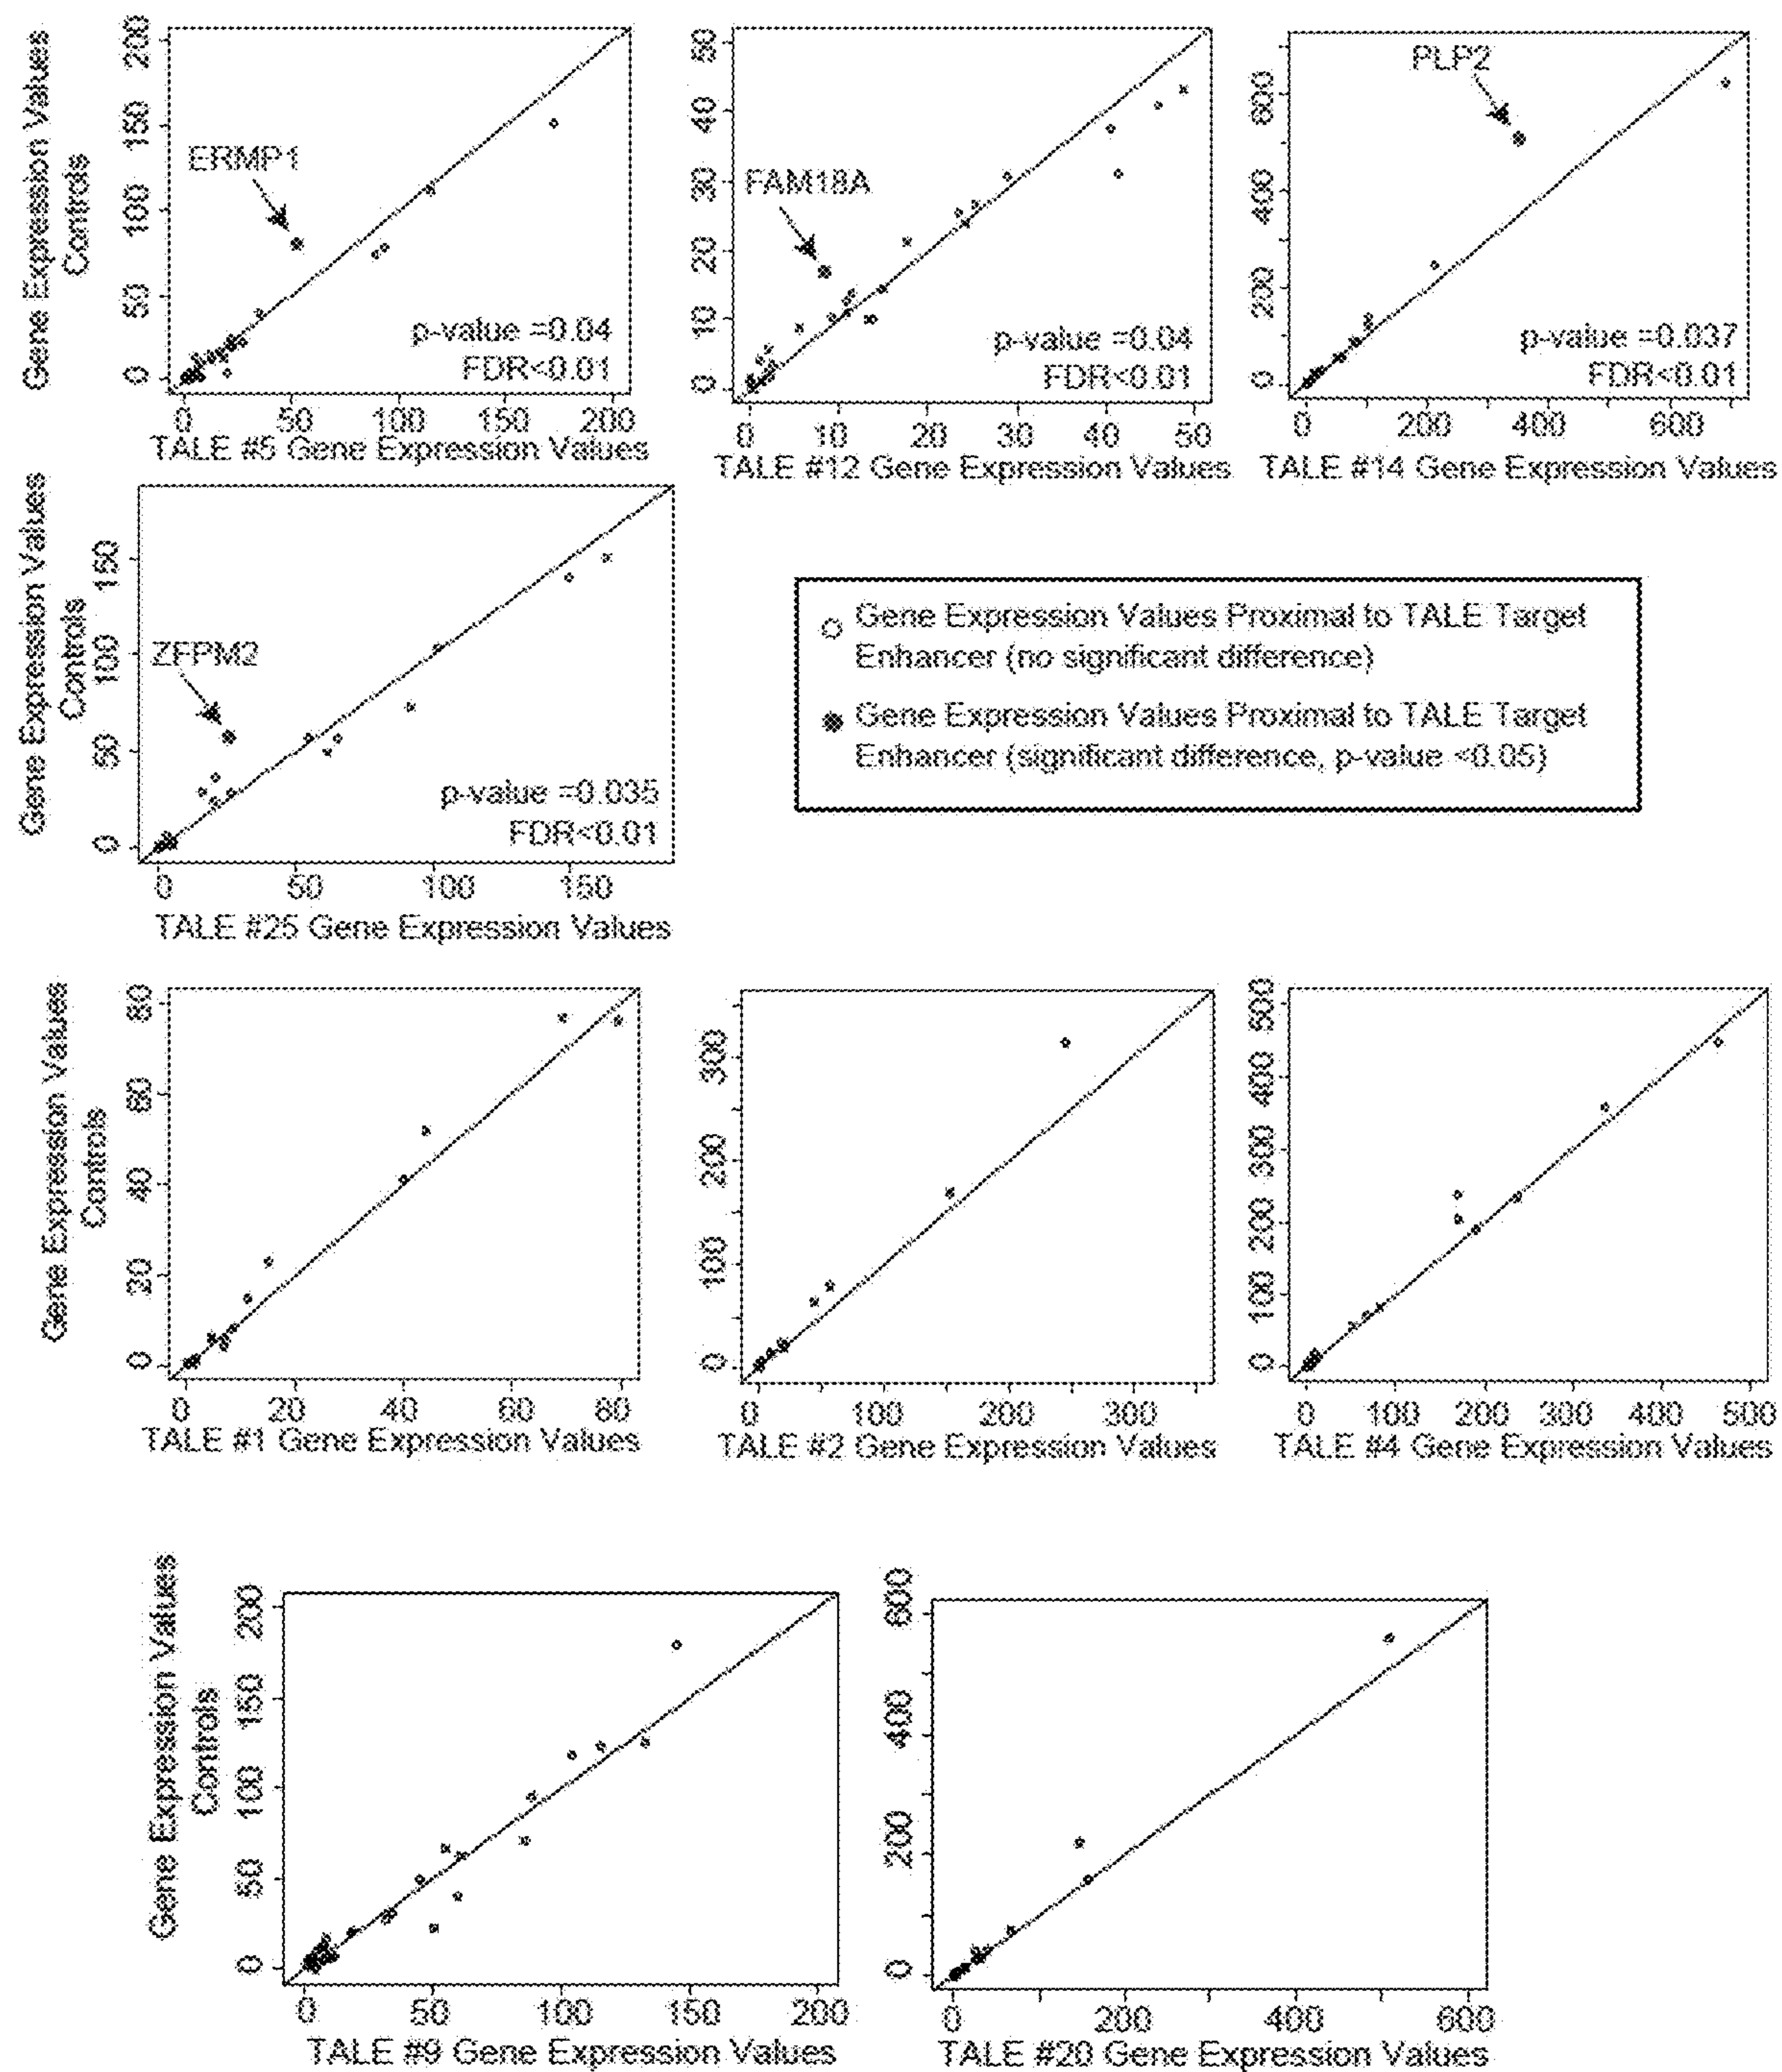 Gene Expression Values
Controls
200
150
100
50
0
ERMP1
p-value =0.04
FDR<0.01
0 50 100 150 200
TALE #5 Gene Expression Values
50
40
30
20
10
0
FAM18A
p-value =0.04
FDR<0.01
0 10 20 30 40 50
TALE #12 Gene Expression Values
600
400
200
0
PLP2
p-value =0.037
FDR<0.01
0 200 400 600
TALE #14 Gene Expression Values
Gene Expression Values
Controls
150
100
50
0
ZFPM2
p-value =0.035
FDR<0.01
0 50 100 150
TALE #25 Gene Expression Values
Gene Expression Values Proximal to TALE Target
Enhancer (no significant difference)
Gene Expression Values Proximal to TALE Target
Enhancer (significant difference, p-value <0.05)
Gene Expression Values
Controls
80
60
40
20
0
0 20 40 60 80
TALE #1 Gene Expression Values
300
200
100
0
0 100 200 300
TALE #2 Gene Expression Values
500
400
300
200
100
0
0 100 200 300 400 500
TALE #4 Gene Expression Values
Gene Expression Values
Controls
200
150
100
50
0
0 50 100 150 200
TALE #9 Gene Expression Values
600
400
200
0
0 200 400 600
TALE #20 Gene Expression Values